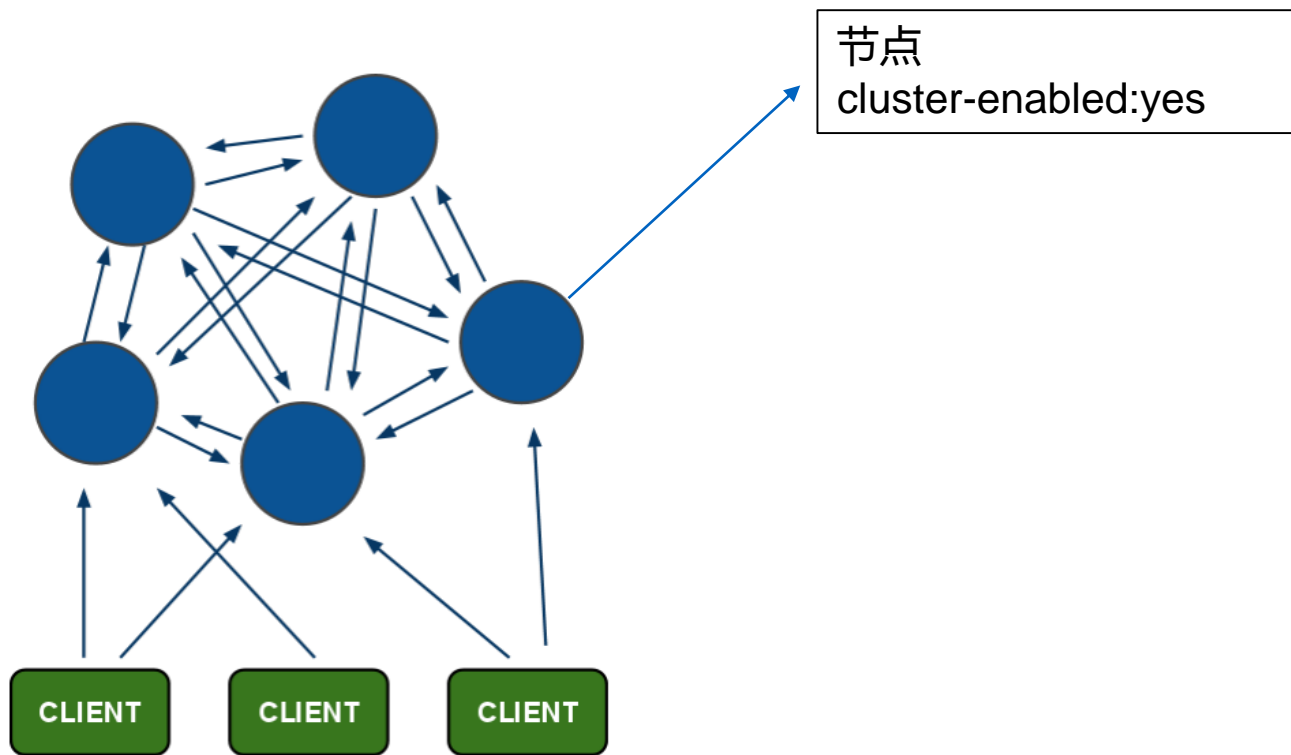 节点
cluster-enabled:yes
CLIENT
CLIENT
CLIENT